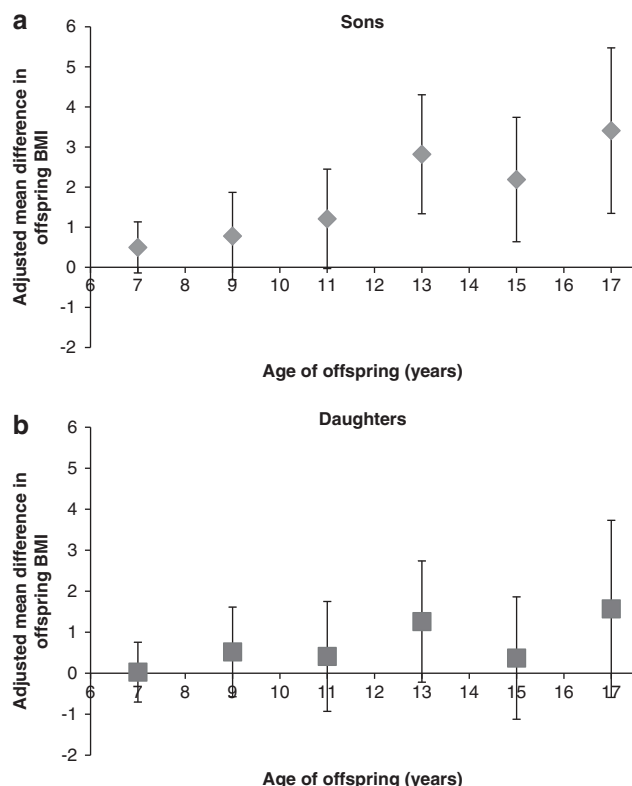 a
Sons
6
5
4
3
2
1
0
-1
-2
6 7 8 9 10 11 12 13 14 15 16 17
Adjusted mean difference in
offspring BMI
Age of offspring (years)
b
Daughters
6
5
4
3
2
1
0
-1
-2
6 7 8 9 10 11 12 13 14 15 16 17
Adjusted mean difference in
offspring BMI
Age of offspring (years)